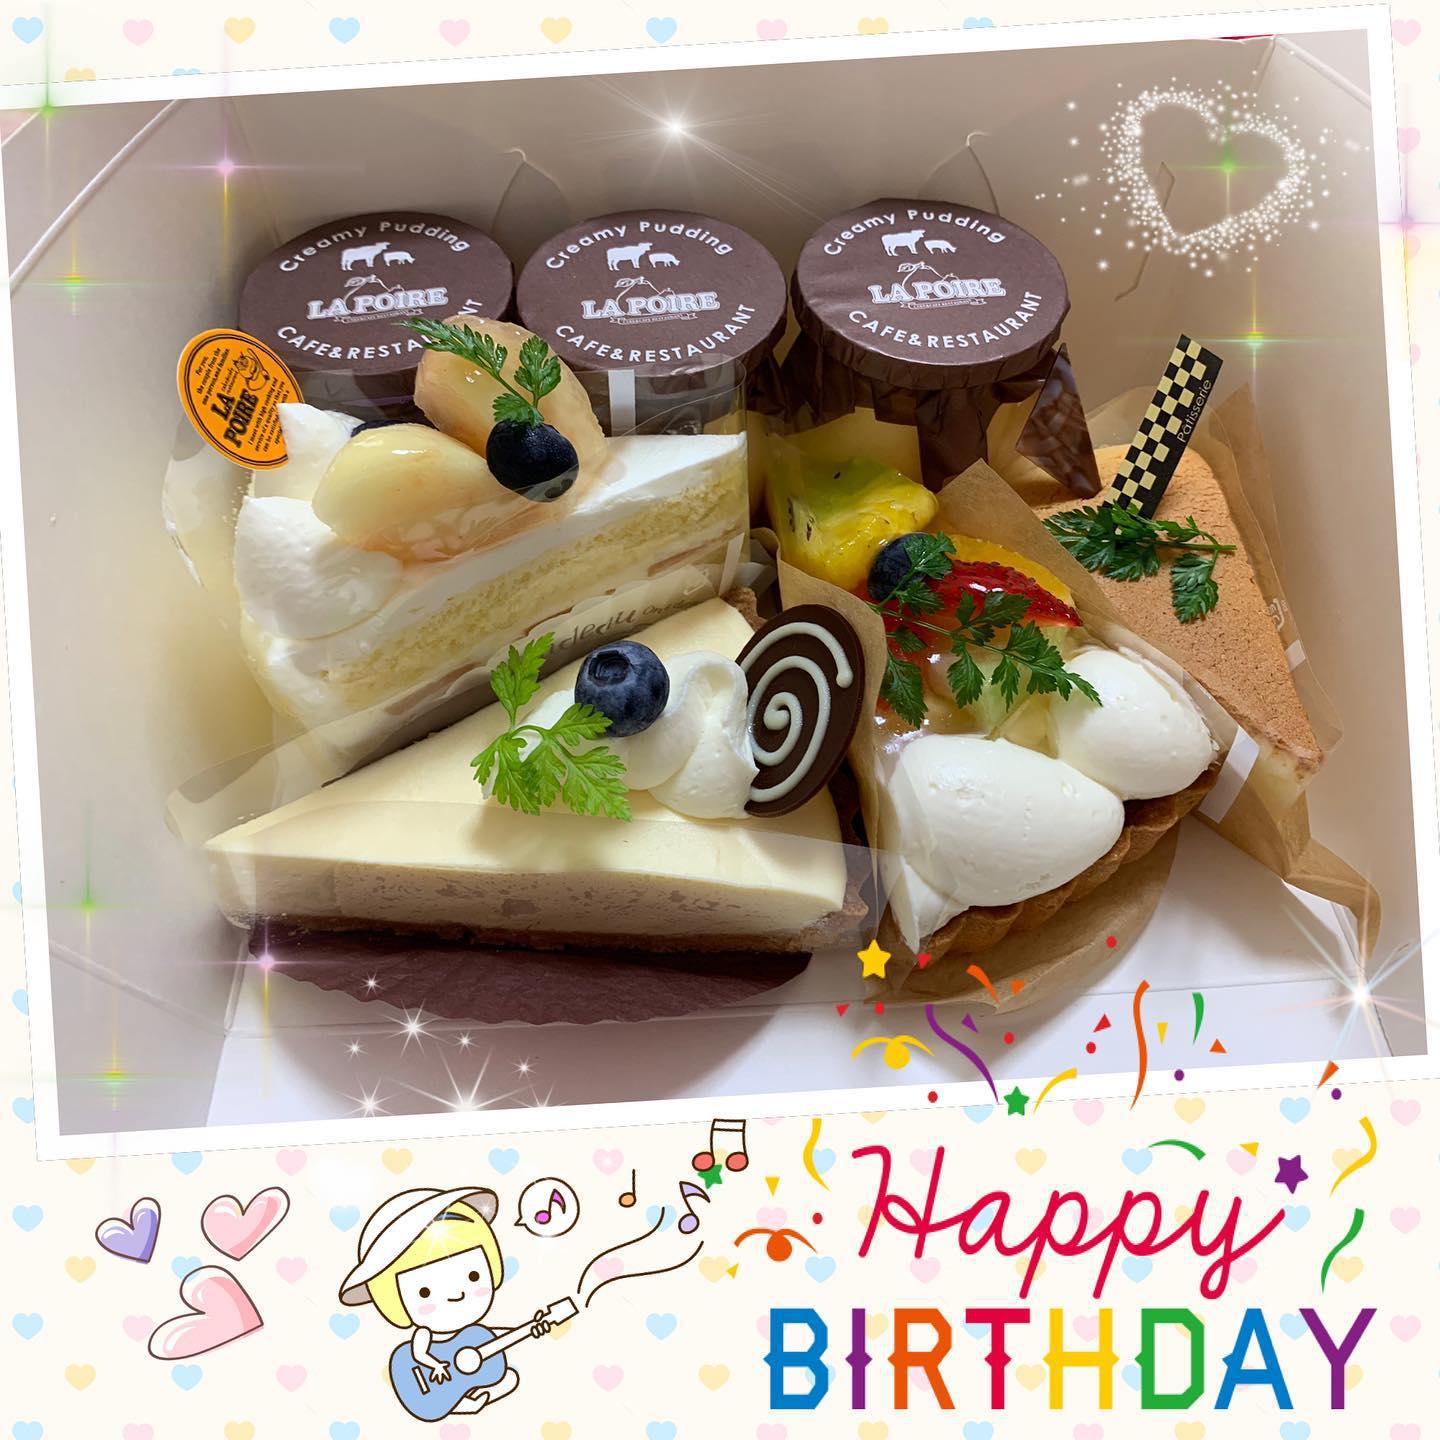 Creamy Pudding
LA POIRE
CAFE&RESTAU
Creamy Pudding
LA POIRE
CAFE&RESTAURANT
Creamy Pudding
LA POIRE
CAFE&RESTAURANT
LA
POIRE
Patisserie
Happy
BIRTHDAY